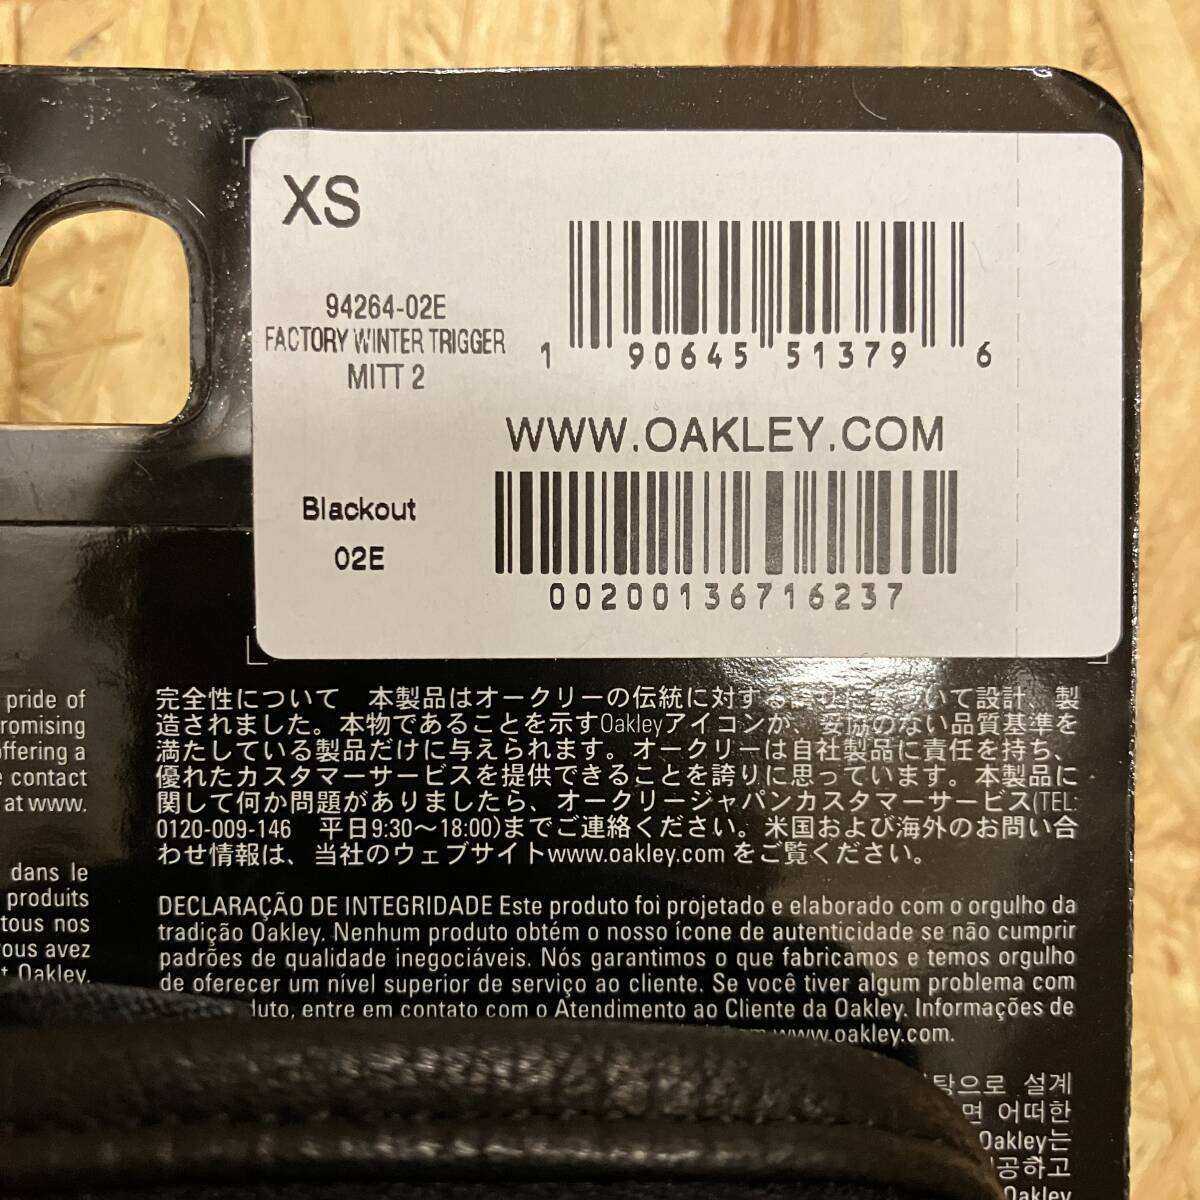 XS
94264-02E
FACTORY WINTER TRIGGER
MITT 2
1 90645 51379 6
WWW.OAKLEY.COM
Blackout
02E
00200136716237
pride of
romising
offering a
contact
at www.
dans le
produits
tous nos
vous avez
Oakley.
完全性について 本製品はオークリーの伝統に対する誇りに基づいて設計、製
造されました。本物であることを示すOakleyアイコンが、妥協のない品質基準を
満たしている製品だけに与えられます。オークリーは自社製品に責任を持ち、
優れたカスタマーサービスを提供できることを誇りに思っています。本製品に
関して何か問題がありましたら、オークリージャパンカスタマーサービス(TEL:
0120-009-146 平日9:30〜18:00)までご連絡ください。米国および海外のお問い合
わせ情報は、当社のウェブサイトwww.oakley.com をご覧ください。
DECLARAÇÃO DE INTEGRIDADE Este produto foi projetado e elaborado com o orgulho da
tradição Oakley. Nenhum produto obtém o nosso ícone de autenticidade se não cumprir
padrões de qualidade inegociáveis. Nós garantimos o que fabricamos e temos orgulho
de oferecer um nível superior de serviço ao cliente. Se você tiver algum problema com
duto, entre em contato com o Atendimento ao Cliente da Oakley. Informações de
www.oakley.com.
탕으로 설계
면 어떠한
Oakley는
공하고
Oakley